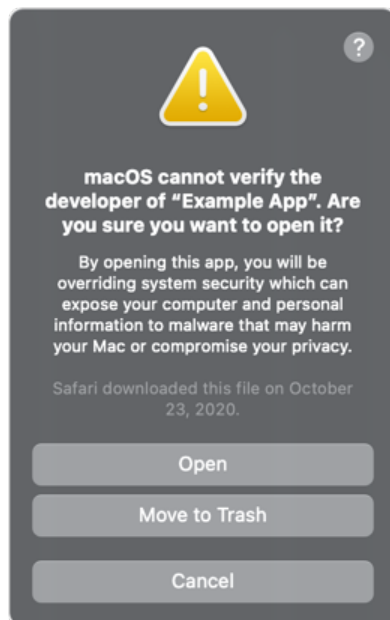 ?
macOS cannot verify the
developer of “Example App”. Are
you sure you want to open it?
By opening this app, you will be
overriding system security which can
expose your computer and personal
information to malware that may harm
your Mac or compromise your privacy.
Safari downloaded this file on October
23, 2020.
Open
Move to Trash
Cancel